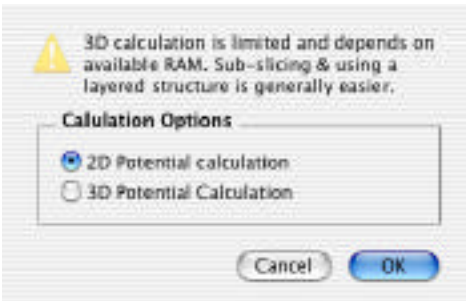 3D calculation is limited and depends on
available RAM. Sub-slicing & using a
layered structure is generally easier.
Calulation Options
2D Potential calculation
3D Potential Calculation
Cancel
OK